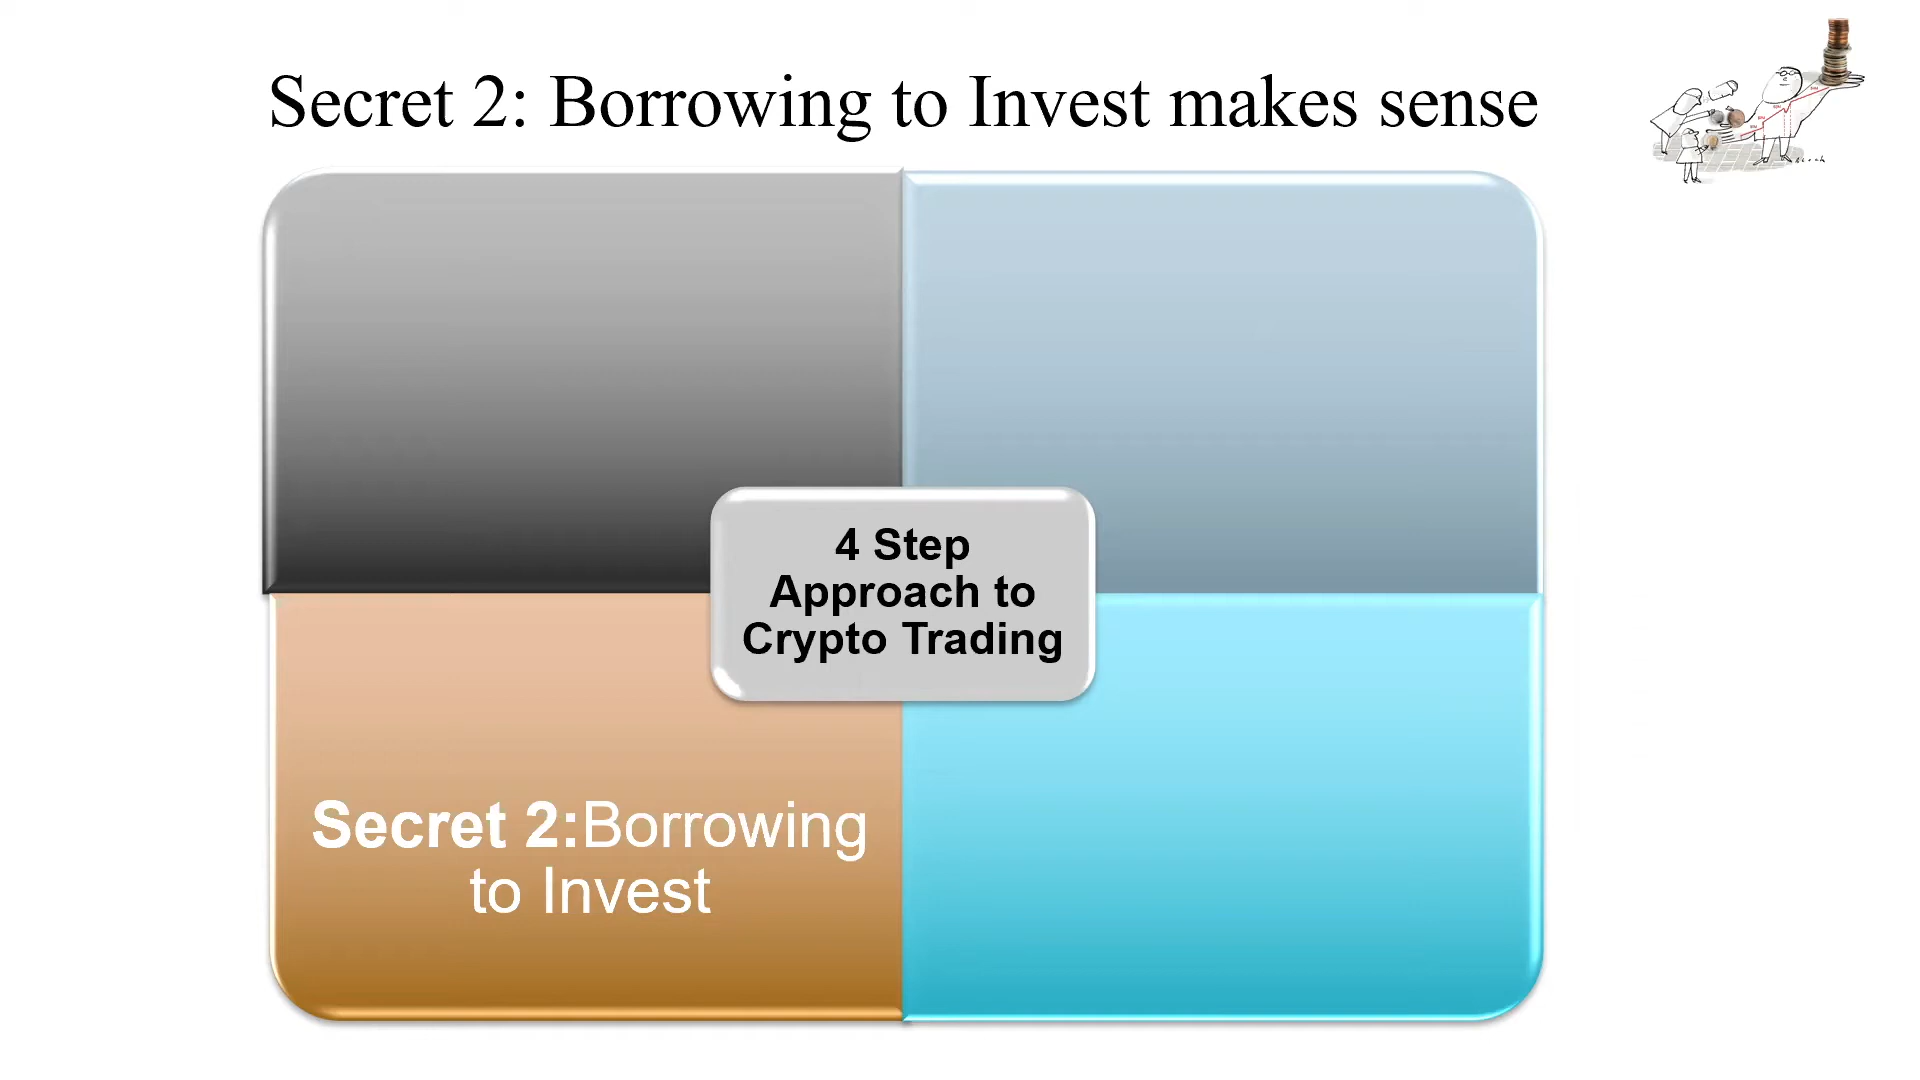 Secret 2: Borrowing to Invest makes sense
4 Step
Approach to
Crypto Trading
Secret 2:Borrowing
to Invest